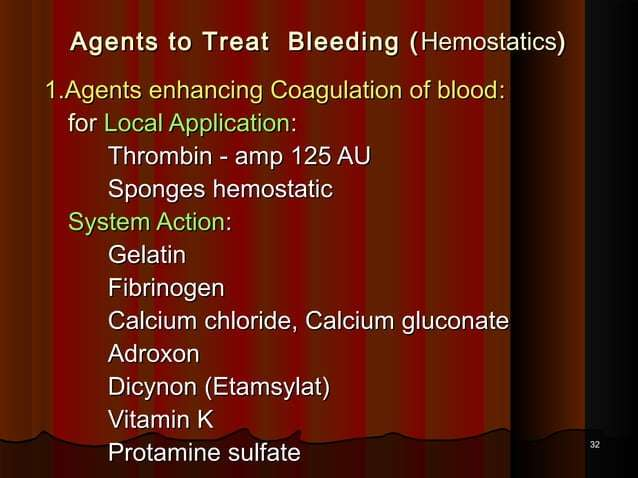 Agents to Treat Bleeding (Hemostatics)
1.Agents enhancing Coagulation of blood:
for Local Application:
Thrombin - amp 125 AU
Sponges hemostatic
System Action:
Gelatin
Fibrinogen
Calcium chloride, Calcium gluconate
Adroxon
Dicynon (Etamsylat)
Vitamin K
Protamine sulfate
32